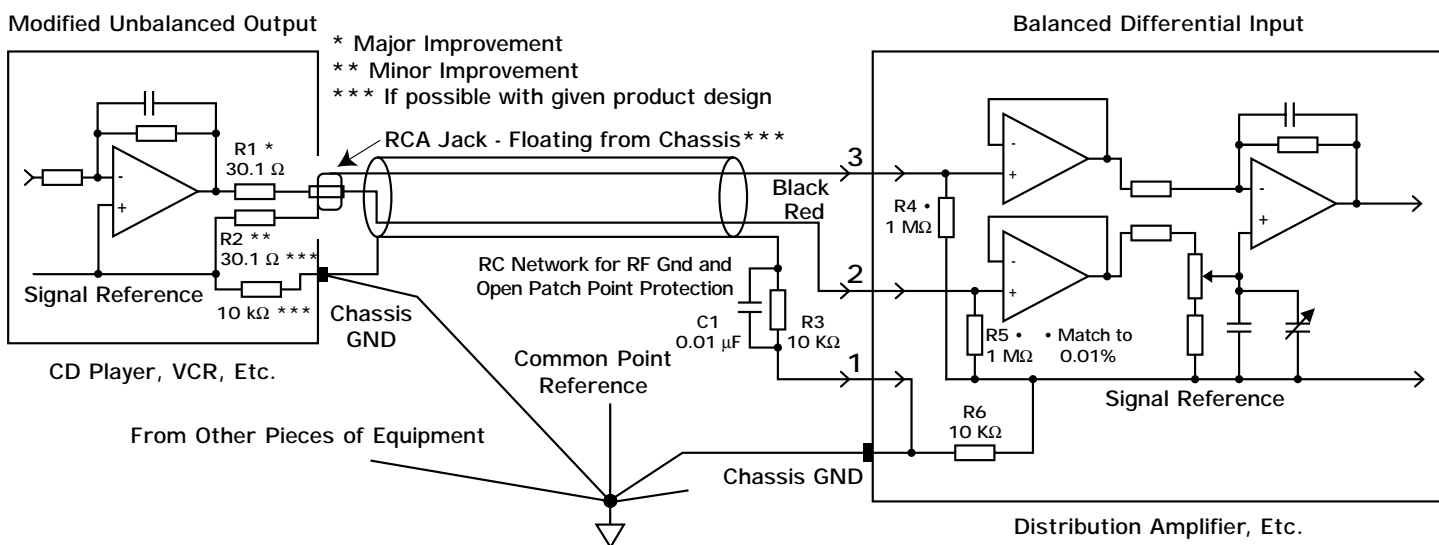 Modified Unbalanced Output
* Major Improvement
** Minor Improvement
*** If possible with given product design
Balanced Differential Input
RCA Jack - Floating from Chassis***
R1 *
30.1 Ω
-
+
R2 **
30.1 Ω ***
10 kΩ ***
Signal Reference
Chassis
GND
CD Player, VCR, Etc.
3
Black
Red
2
1
RC Network for RF Gnd and
Open Patch Point Protection
C1
0.01 µF
R3
10 KΩ
Common Point
Reference
From Other Pieces of Equipment
Chassis GND
-
+
R4 •
1 MΩ
-
+
R5 •
1 MΩ
• Match to
0.01%
-
+
Signal Reference
R6
10 KΩ
Distribution Amplifier, Etc.